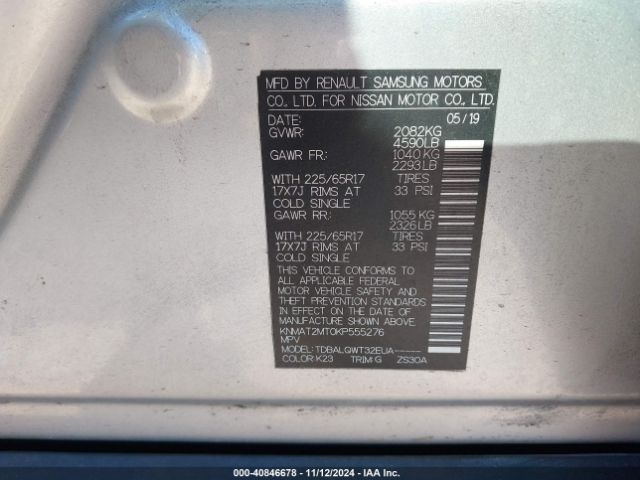 MFD BY RENAULT SAMSUNG MOTORS
CO., LTD. FOR NISSAN MOTOR CO., LTD.
DATE: 05/19
GVWR: 2082KG
4590LB
GAWR FR: 1040KG
2293LB
WITH 225/65R17 TIRES
17X7J RIMS AT 33 PSI
COLD SINGLE
GAWR RR: 1055 KG
2326LB
WITH 225/65R17 TIRES
17X7J RIMS AT 33 PSI
COLD SINGLE
THIS VEHICLE CONFORMS TO
ALL APPLICABLE FEDERAL
MOTOR VEHICLE SAFETY AND
THEFT PREVENTION STANDARDS
IN EFFECT ON THE DATE OF
MANUFACTURE SHOWN ABOVE.
KNMAT2MT0KP555276
MPV
MODEL: TDBALQWT32EUA-----
COLOR:K23 TRIM:G ZS30A
000-40846678 - 11/12/2024 - IAA Inc.